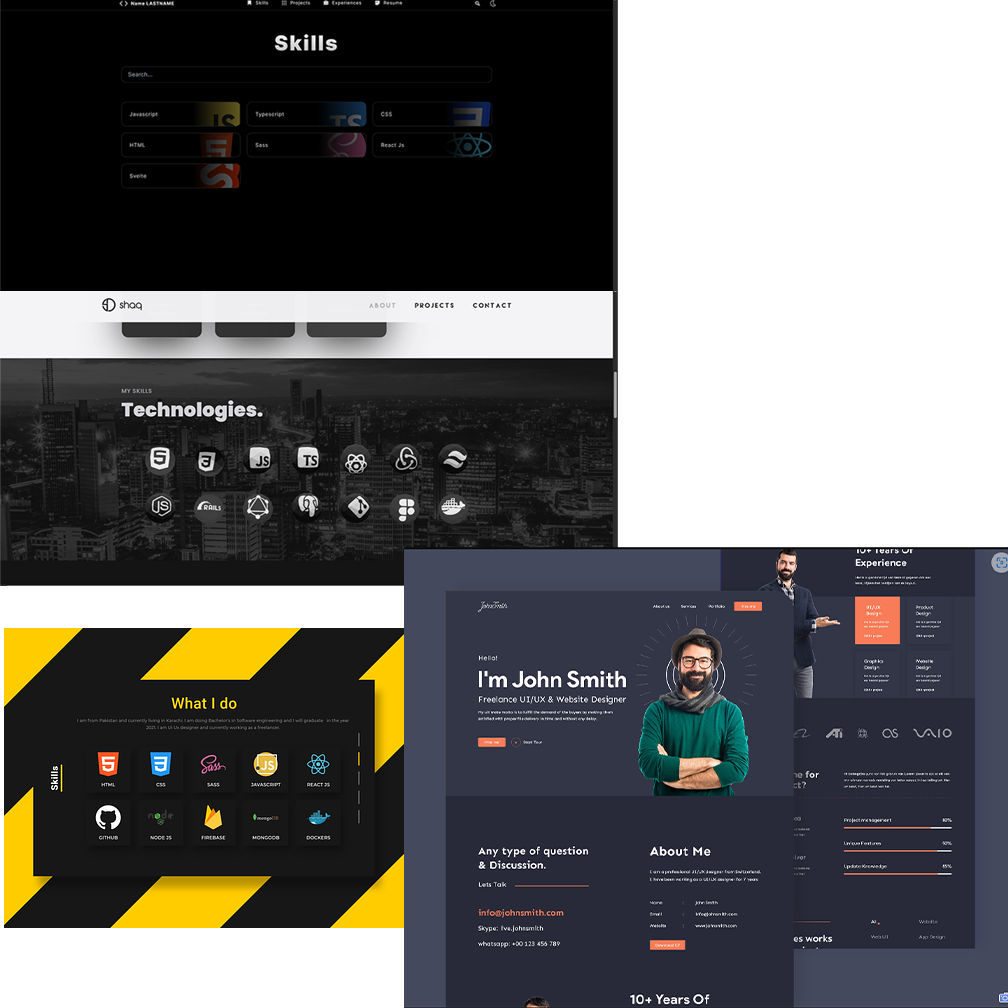 Name LASTNAME
Skills
Projects
Experiences
Resume
Skills
Search...
Javascript
JS
Typescript
TS
CSS
HTML
Sass
React Js
Svelte
shaq
ABOUT
PROJECTS
CONTACT
MY SKILLS
Technologies.
JS
TS
JS
RAILS
What I do
I am from Pakistan and currently living in Karachi. I am doing Bachelor's in Software engineering and I will graduate in the year
2021. I am Ui Ux designer and currently working as a freelancer.
Skills
HTML
CSS
Sass
SASS
JS
JAVASCRIPT
REACT JS
GITHUB
node
NODE JS
FIREBASE
mongoDB
MONGODB
DOCKERS
JohnSmith
About us
Services
Portfolio
Hello!
I'm John Smith
Freelance UI/UX & Website Designer
Start Tour
Any type of question
& Discussion.
Lets Talk
info@johnsmith.com
Skype: live.johnsmith
whatsapp: +00 123 456 789
About Me
I am a professional UI/UX designer from Switzerland.
I have been working as a UI/UX designer for 7 years
Name : John Smith
Email : info@johnsmith.com
Website : www.johnsmith.com
Download CV
10+ Years Of
10+ Years Of
Experience
UI/UX
Design
Product
Design
Graphics
Design
Website
Design
ATi
OS
VAIO
me for
ct?
Project management 80%
Unique Features 90%
Update Knowledge 85%
es works
All
Website
Web UI
App Design